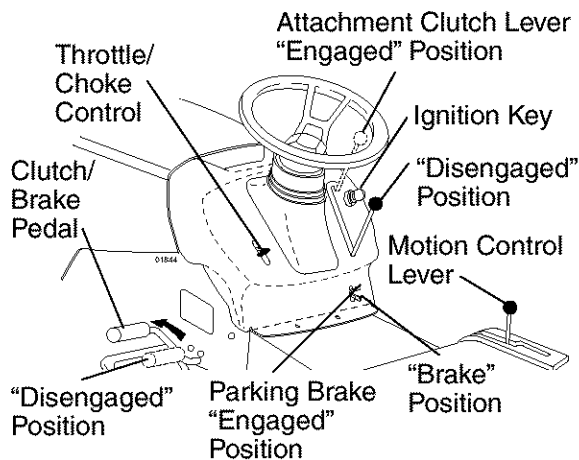 Attachment Clutch Lever
“Engaged” Position
Throttle/
Choke
Control
Ignition Key
Clutch/
Brake
Pedal
“Disengaged”
Position
Motion Control
Lever
01844
“Disengaged”
Position
Parking Brake
“Engaged”
Position
“Brake”
Position